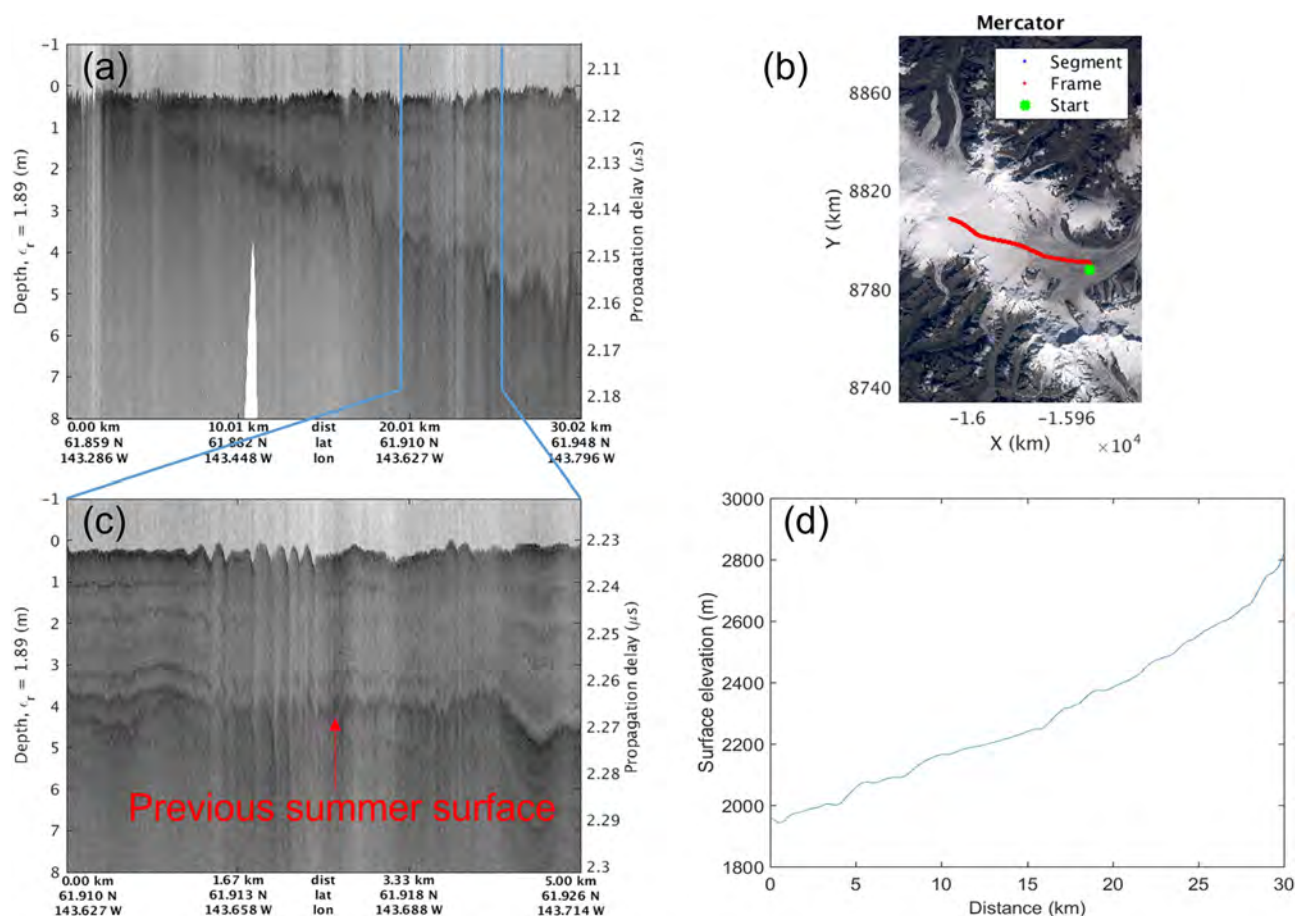 (a)
Depth, ϵr = 1.89 (m)
−1
0
1
2
3
4
5
6
7
8
2.11
2.12
2.13
2.14
2.15
2.16
2.17
2.18
Propagation delay (μs)
0.00 km 10.01 km dist 20.01 km 30.02 km
61.859 N 61.882 N lat 61.910 N 61.948 N
143.286 W 143.448 W lon 143.627 W 143.796 W
Mercator
(b)
Segment
Frame
Start
Y (km)
8860
8820
8780
8740
−1.6 −1.596
X (km) ×10⁴
(c)
Depth, ϵr = 1.89 (m)
−1
0
1
2
3
4
5
6
7
8
2.23
2.24
2.25
2.26
2.27
2.28
2.29
2.3
Propagation delay (μs)
Previous summer surface
0.00 km 1.67 km dist 3.33 km 5.00 km
61.910 N 61.913 N lat 61.918 N 61.926 N
143.627 W 143.658 W lon 143.688 W 143.714 W
(d)
Surface elevation (m)
3000
2800
2600
2400
2200
2000
1800
0 5 10 15 20 25 30
Distance (km)